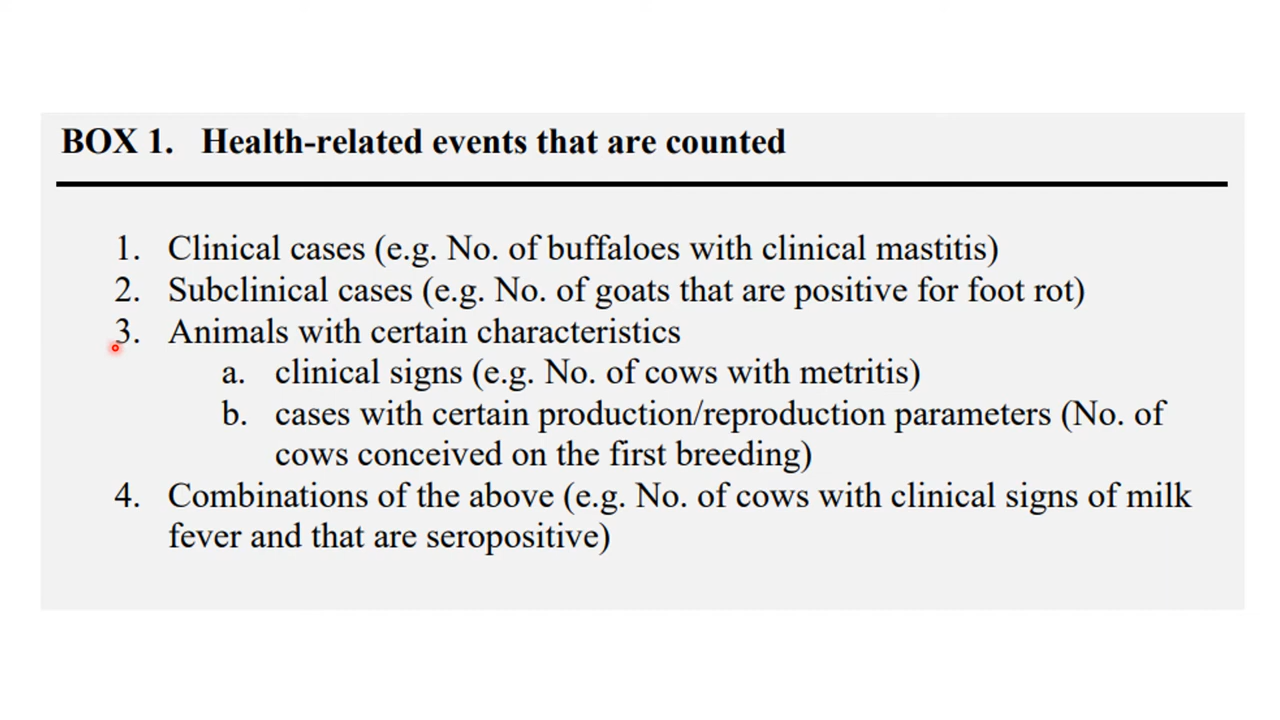 BOX 1. Health-related events that are counted
1. Clinical cases (e.g. No. of buffaloes with clinical mastitis)
2. Subclinical cases (e.g. No. of goats that are positive for foot rot)
3. Animals with certain characteristics
a. clinical signs (e.g. No. of cows with metritis)
b. cases with certain production/reproduction parameters (No. of
cows conceived on the first breeding)
4. Combinations of the above (e.g. No. of cows with clinical signs of milk
fever and that are seropositive)